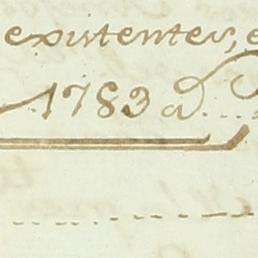 existentes, e
1783 a D....